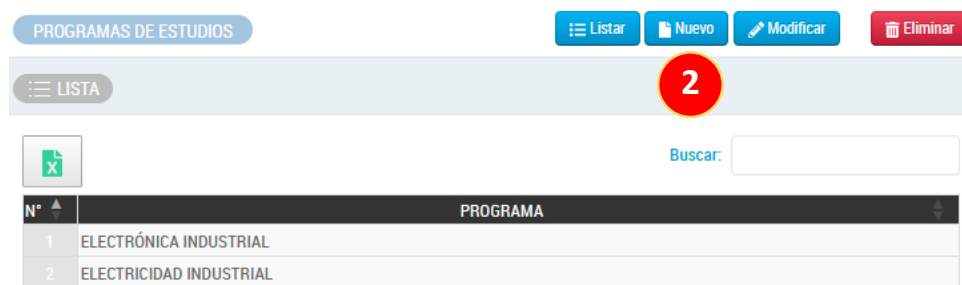 PROGRAMAS DE ESTUDIOS Listar Nuevo Modificar Eliminar
LISTA 2
X Buscar:
N° PROGRAMA
1 ELECTRÓNICA INDUSTRIAL
2 ELECTRICIDAD INDUSTRIAL